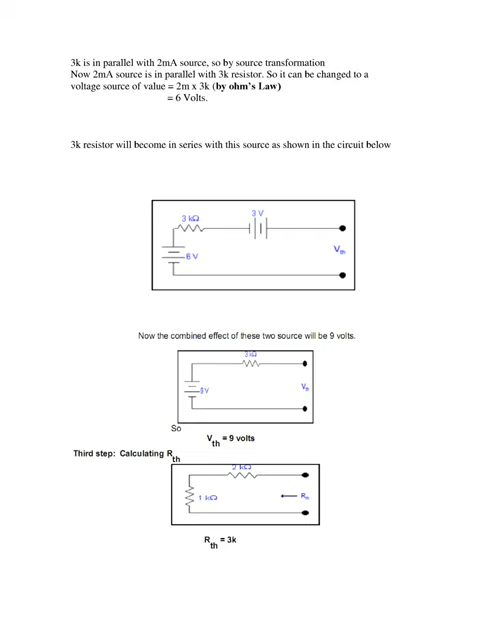 3k is in parallel with 2mA source, so by source transformation
Now 2mA source is in parallel with 3k resistor. So it can be changed to a
voltage source of value = 2m x 3k (by ohm's Law)
= 6 Volts.
3k resistor will become in series with this source as shown in the circuit below
3 kΩ
3 V
6 V
Vth
Now the combined effect of these two source will be 9 volts.
3kΩ
9V
Vth
So
Vth = 9 volts
Third step: Calculating Rth
2 kΩ
1 kΩ
Rth
Rth = 3k